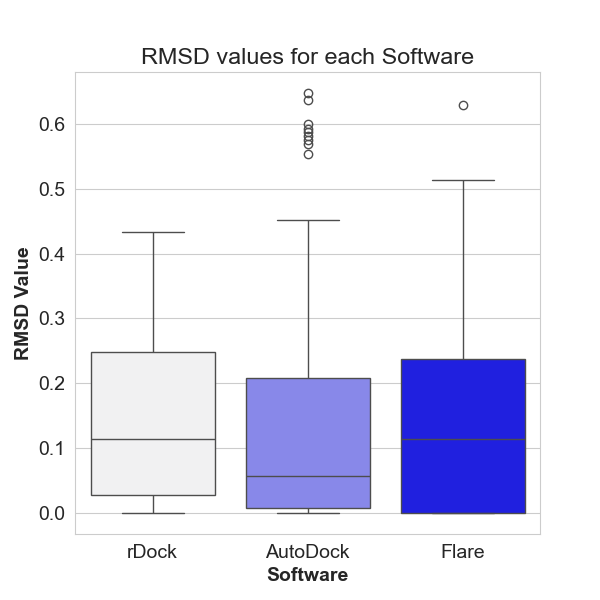 RMSD values for each Software
0.6
0.5
0.4
0.3
0.2
0.1
0.0
RMSD Value
rDock AutoDock Flare
Software